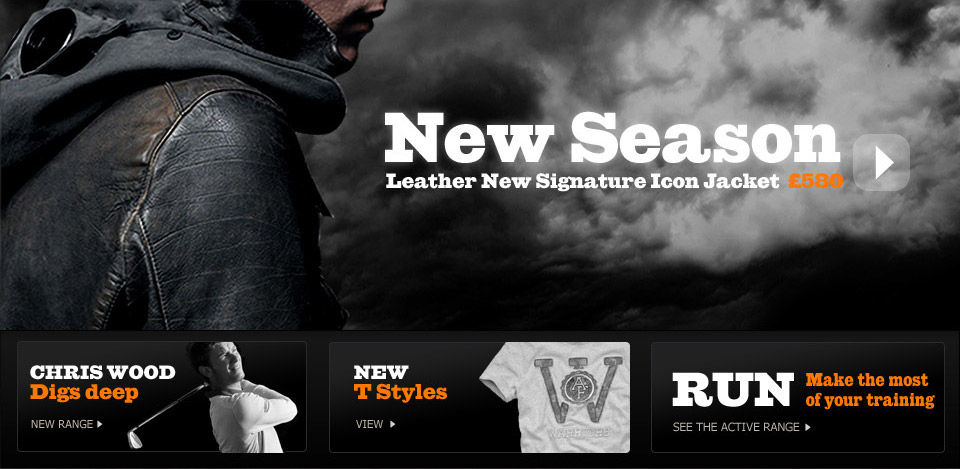 New Season
Leather New Signature Icon Jacket £580
CHRIS WOOD
Digs deep
NEW RANGE
NEW
T Styles
VIEW
W
RUN
Make the most
of your training
SEE THE ACTIVE RANGE